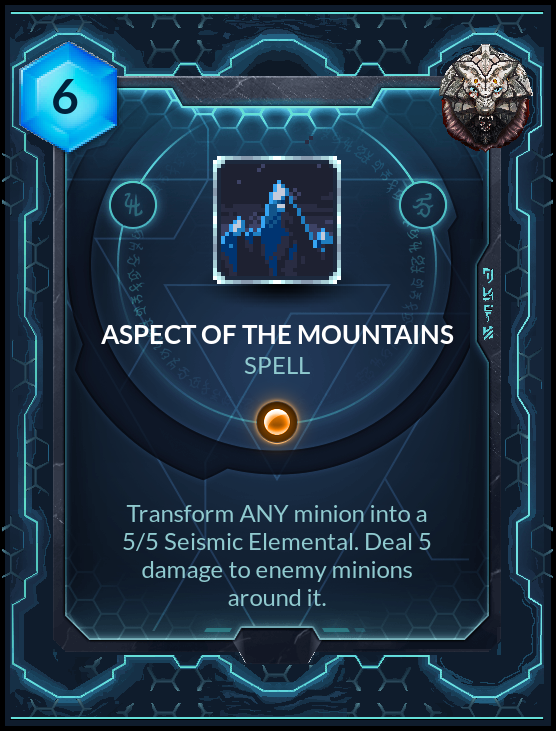 6
ASPECT OF THE MOUNTAINS
SPELL
Transform ANY minion into a
5/5 Seismic Elemental. Deal 5
damage to enemy minions
around it.